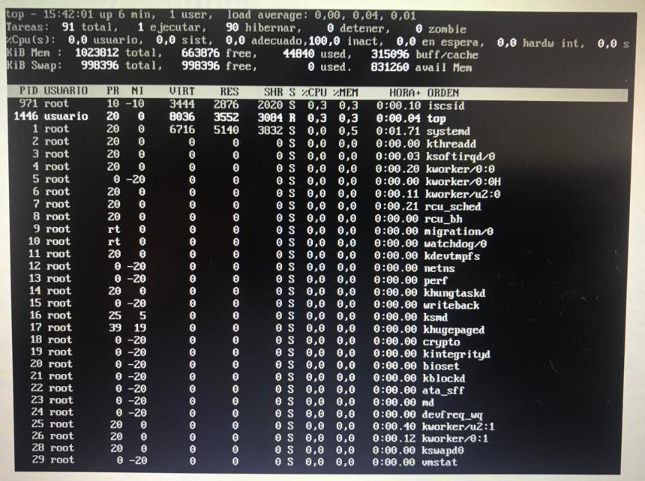 top - 15:42:01 up 6 min, 1 user, load average: 0,00, 0,04, 0,01
Tareas: 91 total, 1 ejecutar, 90 hibernar, 0 detener, 0 zombie
%Cpu(s): 0,0 usuario, 0,0 sist, 0,0 adecuado,100,0 inact, 0,0 en espera, 0,0 hardw int, 0,0 s
KiB Mem : 1023812 total, 663876 free, 44840 used, 315096 buff/cache
KiB Swap: 998396 total, 998396 free, 0 used. 831260 avail Mem
PID USUARIO PR NI VIRT RES SHR S %CPU %MEM HORA+ ORDEN
971 root 10 -10 3444 2876 2020 S 0,3 0,3 0:00.10 iscsid
1446 usuario 20 0 8036 3552 3084 R 0,3 0,3 0:00.04 top
1 root 20 0 6716 5140 3832 S 0,0 0,5 0:01.71 systemd
2 root 20 0 0 0 0 S 0,0 0,0 0:00.00 kthreadd
3 root 20 0 0 0 0 S 0,0 0,0 0:00.03 ksoftirqd/0
4 root 20 0 0 0 0 S 0,0 0,0 0:00.20 kworker/0:0
5 root 0 -20 0 0 0 S 0,0 0,0 0:00.00 kworker/0:0H
6 root 20 0 0 0 0 S 0,0 0,0 0:00.11 kworker/u2:0
7 root 20 0 0 0 0 S 0,0 0,0 0:00.21 rcu_sched
8 root 20 0 0 0 0 S 0,0 0,0 0:00.00 rcu_bh
9 root rt 0 0 0 0 S 0,0 0,0 0:00.00 migration/0
10 root rt 0 0 0 0 S 0,0 0,0 0:00.00 watchdog/0
11 root 20 0 0 0 0 S 0,0 0,0 0:00.00 kdevtmpfs
12 root 0 -20 0 0 0 S 0,0 0,0 0:00.00 netns
13 root 0 -20 0 0 0 S 0,0 0,0 0:00.00 perf
14 root 20 0 0 0 0 S 0,0 0,0 0:00.00 khungtaskd
15 root 0 -20 0 0 0 S 0,0 0,0 0:00.00 writeback
16 root 25 5 0 0 0 S 0,0 0,0 0:00.00 ksmd
17 root 39 19 0 0 0 S 0,0 0,0 0:00.00 khugepaged
18 root 0 -20 0 0 0 S 0,0 0,0 0:00.00 crypto
19 root 0 -20 0 0 0 S 0,0 0,0 0:00.00 kintegrityd
20 root 0 -20 0 0 0 S 0,0 0,0 0:00.00 bioset
21 root 0 -20 0 0 0 S 0,0 0,0 0:00.00 kblockd
22 root 0 -20 0 0 0 S 0,0 0,0 0:00.00 ata_sff
23 root 0 -20 0 0 0 S 0,0 0,0 0:00.00 md
24 root 0 -20 0 0 0 S 0,0 0,0 0:00.00 devfreq_wq
25 root 20 0 0 0 0 S 0,0 0,0 0:00.40 kworker/u2:1
26 root 20 0 0 0 0 S 0,0 0,0 0:00.12 kworker/0:1
28 root 20 0 0 0 0 S 0,0 0,0 0:00.00 kswapd0
29 root 0 -20 0 0 0 S 0,0 0,0 0:00.00 vmstat